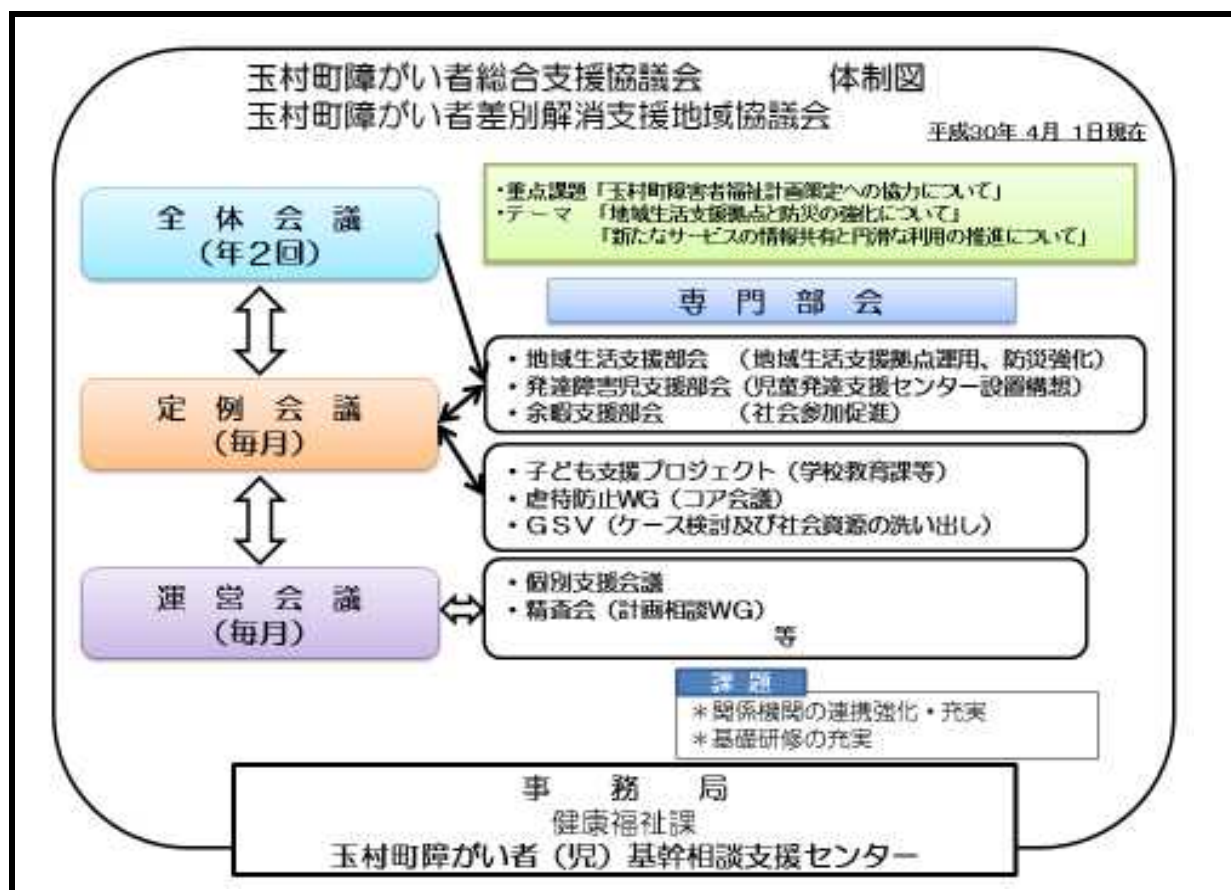 玉村町障がい者総合支援協議会　　　体制図
玉村町障がい者差別解消支援地域協議会
平成30年 4月 1日現在
・重点課題「玉村町障害者福祉計画策定への協力について」
・テーマ　「地域生活支援拠点と防災の強化について」
「新たなサービスの情報共有と円滑な利用の推進について」
全 体 会 議
（年２回）
専 門 部 会
・地域生活支援部会　（地域生活支援拠点運用、防災強化）
・発達障害児支援部会（児童発達支援センター設置構想）
・余暇支援部会　　　（社会参加促進）
定 例 会 議
（毎月）
・子ども支援プロジェクト（学校教育課等）
・虐待防止WG（コア会議）
・GSV（ケース検討及び社会資源の洗い出し）
運 営 会 議
（毎月）
・個別支援会議
・精査会（計画相談WG）
等
課 題
＊関係機関の連携強化・充実
＊基礎研修の充実
事 務 局
健康福祉課
玉村町障がい者（児）基幹相談支援センター